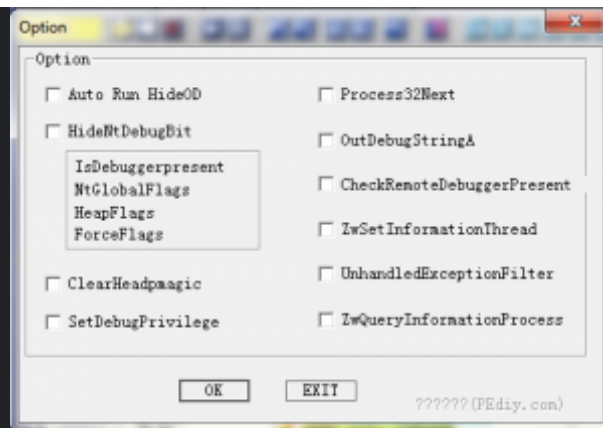 Option
Option
Auto Run HideOD
HideNtDebugBit
IsDebuggerpresent
NtGlobalFlags
HeapFlags
ForceFlags
ClearHeadpmagic
SetDebugPrivilege
Process32Next
OutDebugStringA
CheckRemoteDebuggerPresent
ZwSetInformationThread
UnhandledExceptionFilter
ZwQueryInformationProcess
OK
EXIT
??????(PEdiy.com)